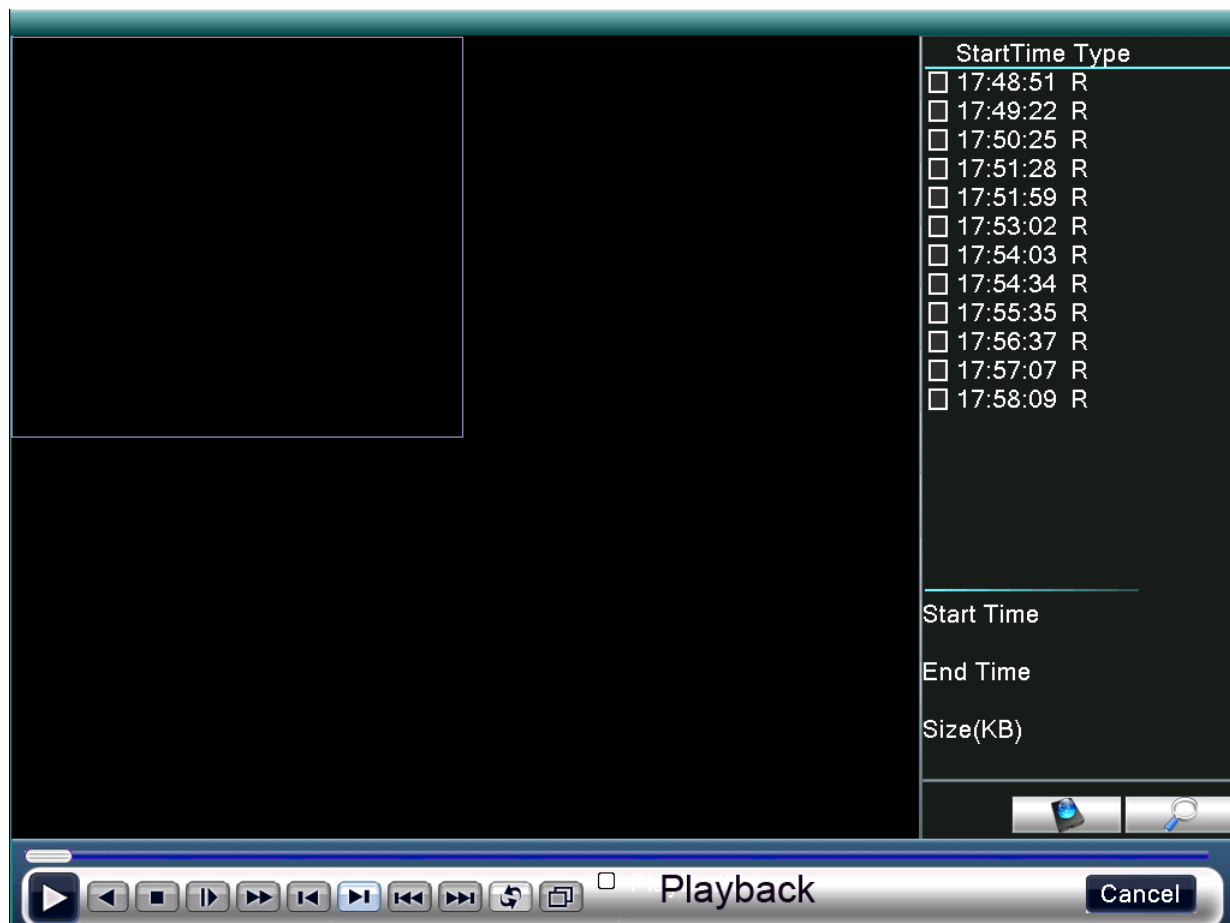 StartTime Type
17:48:51 R
17:49:22 R
17:50:25 R
17:51:28 R
17:51:59 R
17:53:02 R
17:54:03 R
17:54:34 R
17:55:35 R
17:56:37 R
17:57:07 R
17:58:09 R
Start Time
End Time
Size(KB)
Playback
Cancel